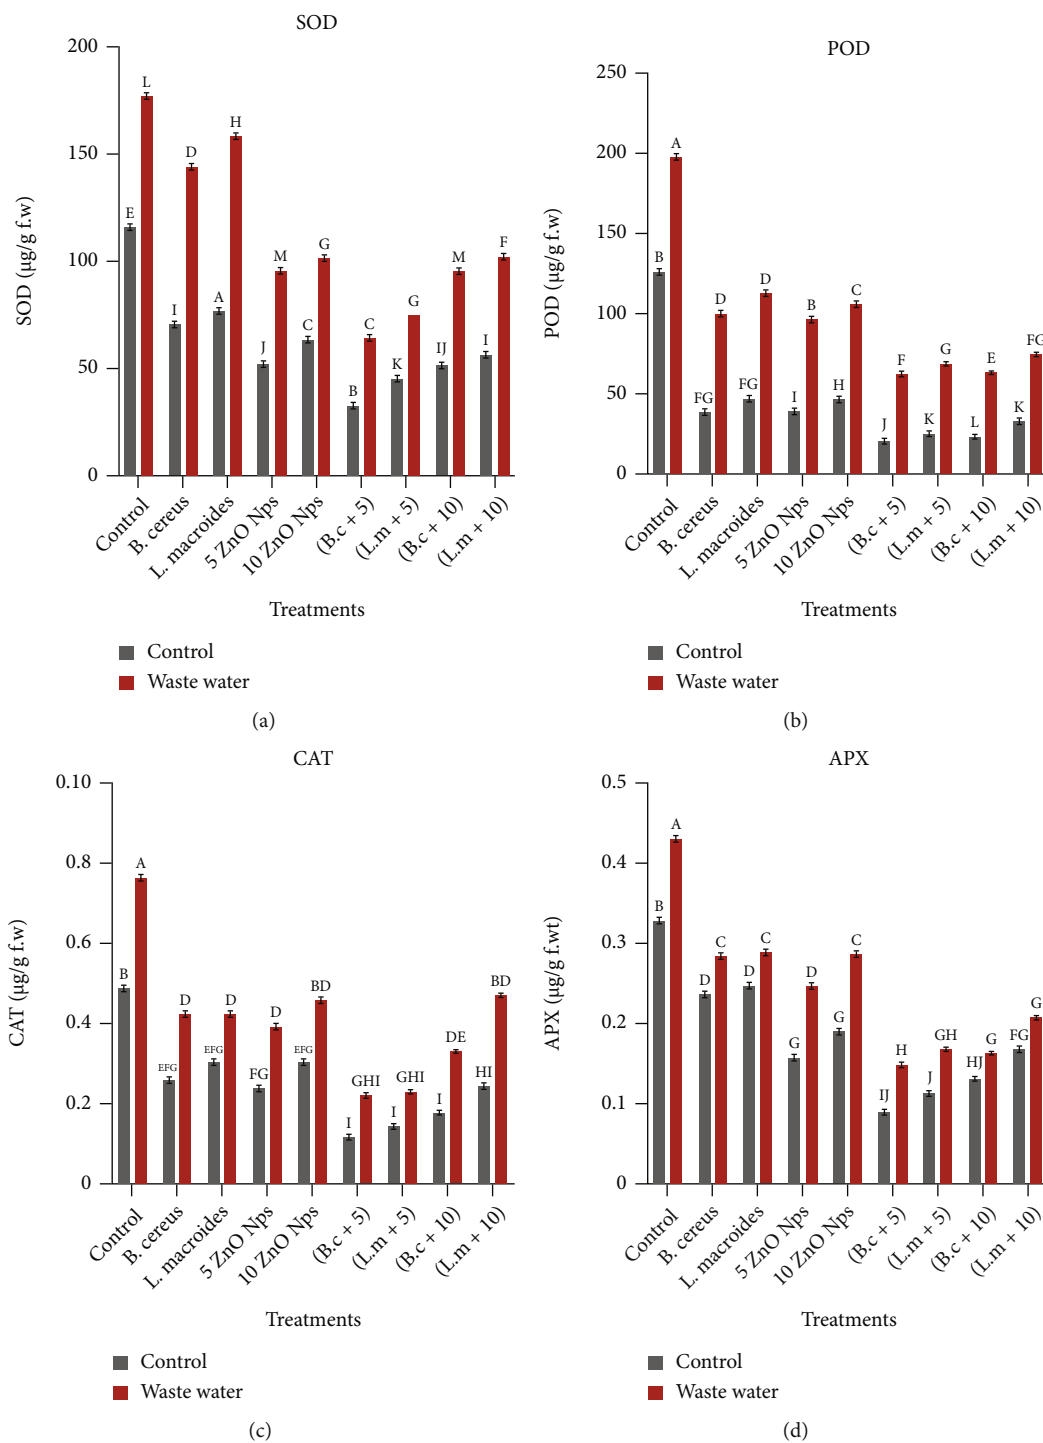 SOD
SOD (µg/g f.w)
200
150
100
50
0
E
L
I
D
A
H
J
M
C
G
B
C
K
G
IJ
M
I
F
Control
B. cereus
L. macroides
5 ZnO Nps
10 ZnO Nps
(B.c + 5)
(L.m + 5)
(B.c + 10)
(L.m + 10)
Treatments
Control
Waste water
(a)
POD
POD (µg/g f.w)
250
200
150
100
50
0
B
A
FG
D
FG
D
I
B
H
C
J
F
K
G
L
E
K
FG
Control
B. cereus
L. macroides
5 ZnO Nps
10 ZnO Nps
(B.c + 5)
(L.m + 5)
(B.c + 10)
(L.m + 10)
Treatments
Control
Waste water
(b)
CAT
CAT (µg/g f.w)
0.10
0.8
0.6
0.4
0.2
0
B
A
EFG
D
EFG
D
FG
D
EFG
BD
I
GHI
I
GHI
I
DE
HI
BD
Control
B. cereus
L. macroides
5 ZnO Nps
10 ZnO Nps
(B.c + 5)
(L.m + 5)
(B.c + 10)
(L.m + 10)
Treatments
Control
Waste water
(c)
APX
APX (µg/g f.wt)
0.5
0.4
0.3
0.2
0.1
0
B
A
D
C
D
C
G
D
G
C
IJ
H
J
GH
HJ
G
FG
G
Control
B. cereus
L. macroides
5 ZnO Nps
10 ZnO Nps
(B.c + 5)
(L.m + 5)
(B.c + 10)
(L.m + 10)
Treatments
Control
Waste water
(d)